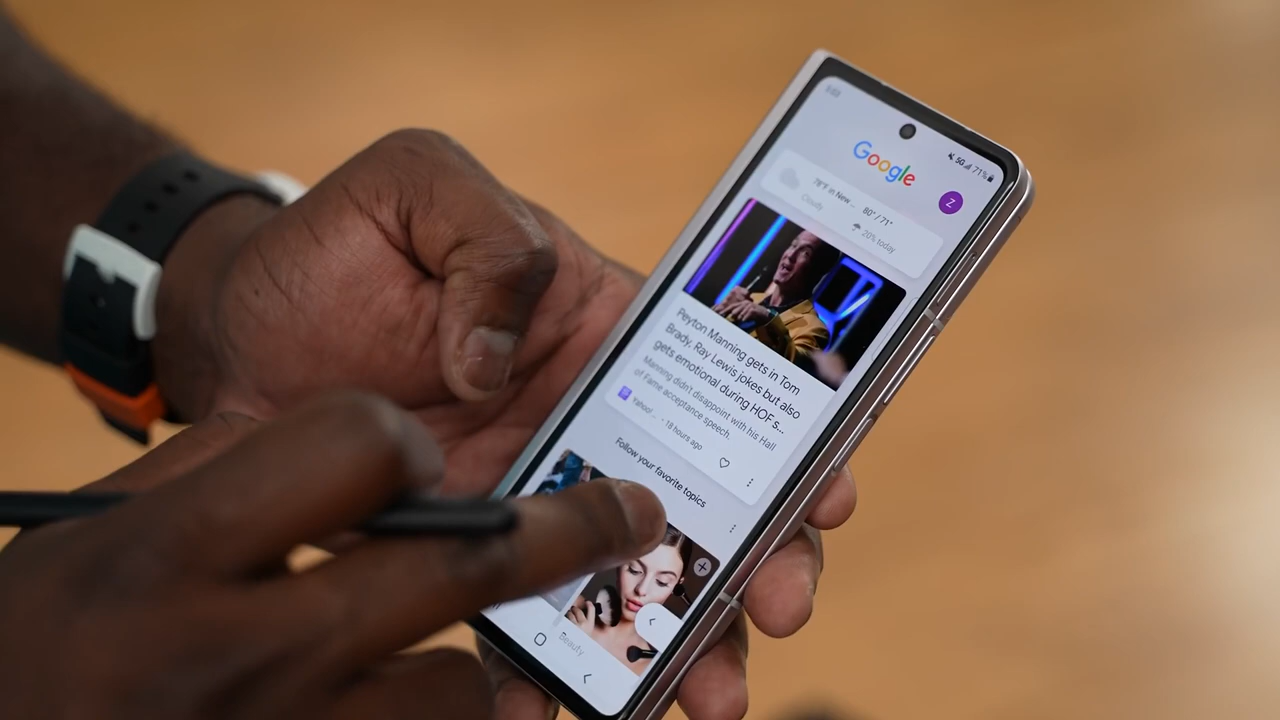 Google
5G 71%
Z
78°F in New ... 80° / 71°
Cloudy 20% today
Peyton Manning gets in Tom
Brady, Ray Lewis jokes but also
gets emotional during HOF s...
Manning didn't disappoint with his Hall
of Fame acceptance speech.
Yahoo! ... · 18 hours ago
Follow your favorite topics
Beauty